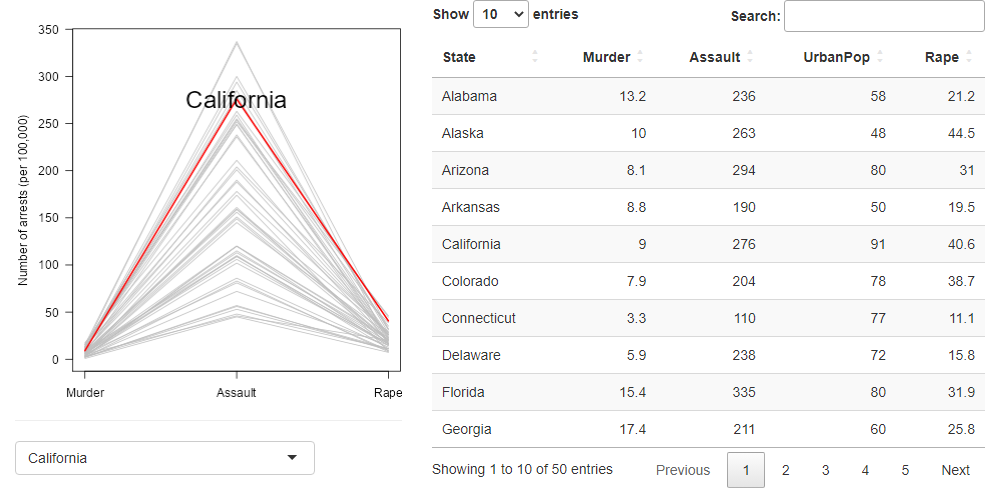 350
300
250
200
150
100
50
0
Number of arrests (per 100,000)
California
Murder Assault Rape
California
Show 10 entries Search:
State Murder Assault UrbanPop Rape
Alabama 13.2 236 58 21.2
Alaska 10 263 48 44.5
Arizona 8.1 294 80 31
Arkansas 8.8 190 50 19.5
California 9 276 91 40.6
Colorado 7.9 204 78 38.7
Connecticut 3.3 110 77 11.1
Delaware 5.9 238 72 15.8
Florida 15.4 335 80 31.9
Georgia 17.4 211 60 25.8
Showing 1 to 10 of 50 entries Previous 1 2 3 4 5 Next